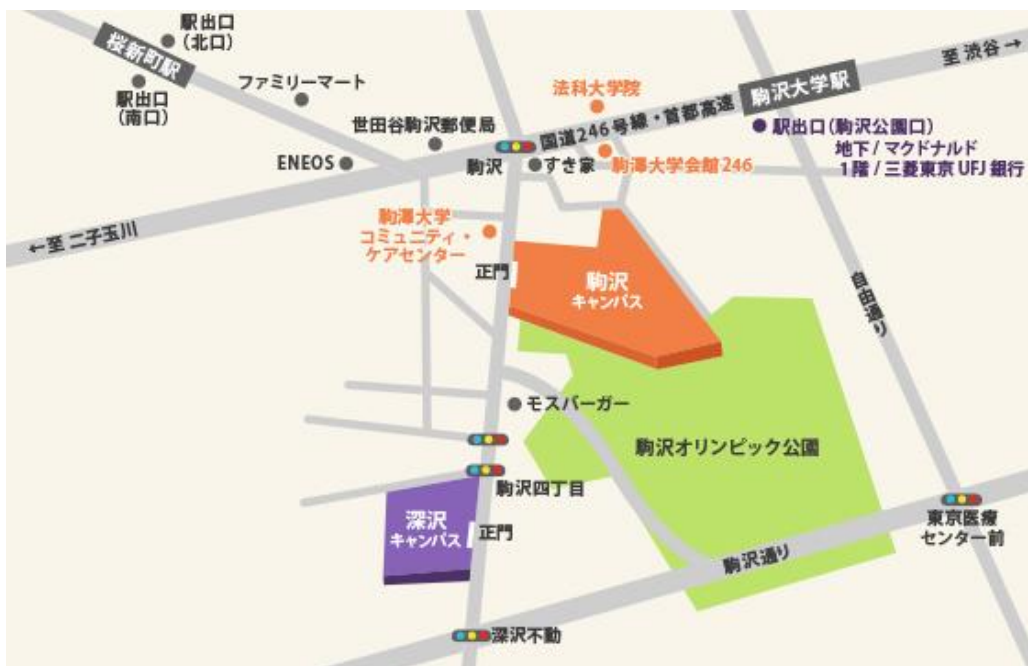 駅出口
(北口)
桜新町駅
駅出口
(南口)
ファミリーマート
世田谷駒沢郵便局
ENEOS
法科大学院
国道246号線・首都高速
駒沢大学駅
至 渋谷→
駅出口(駒沢公園口)
地下/マクドナルド
1階/三菱東京UFJ銀行
駒沢
すき家
駒澤大学会館246
←至 二子玉川
駒澤大学
コミュニティ・
ケアセンター
正門
駒沢
キャンパス
自由通り
モスバーガー
駒沢オリンピック公園
駒沢四丁目
深沢
キャンパス
正門
東京医療
センター前
駒沢通り
深沢不動